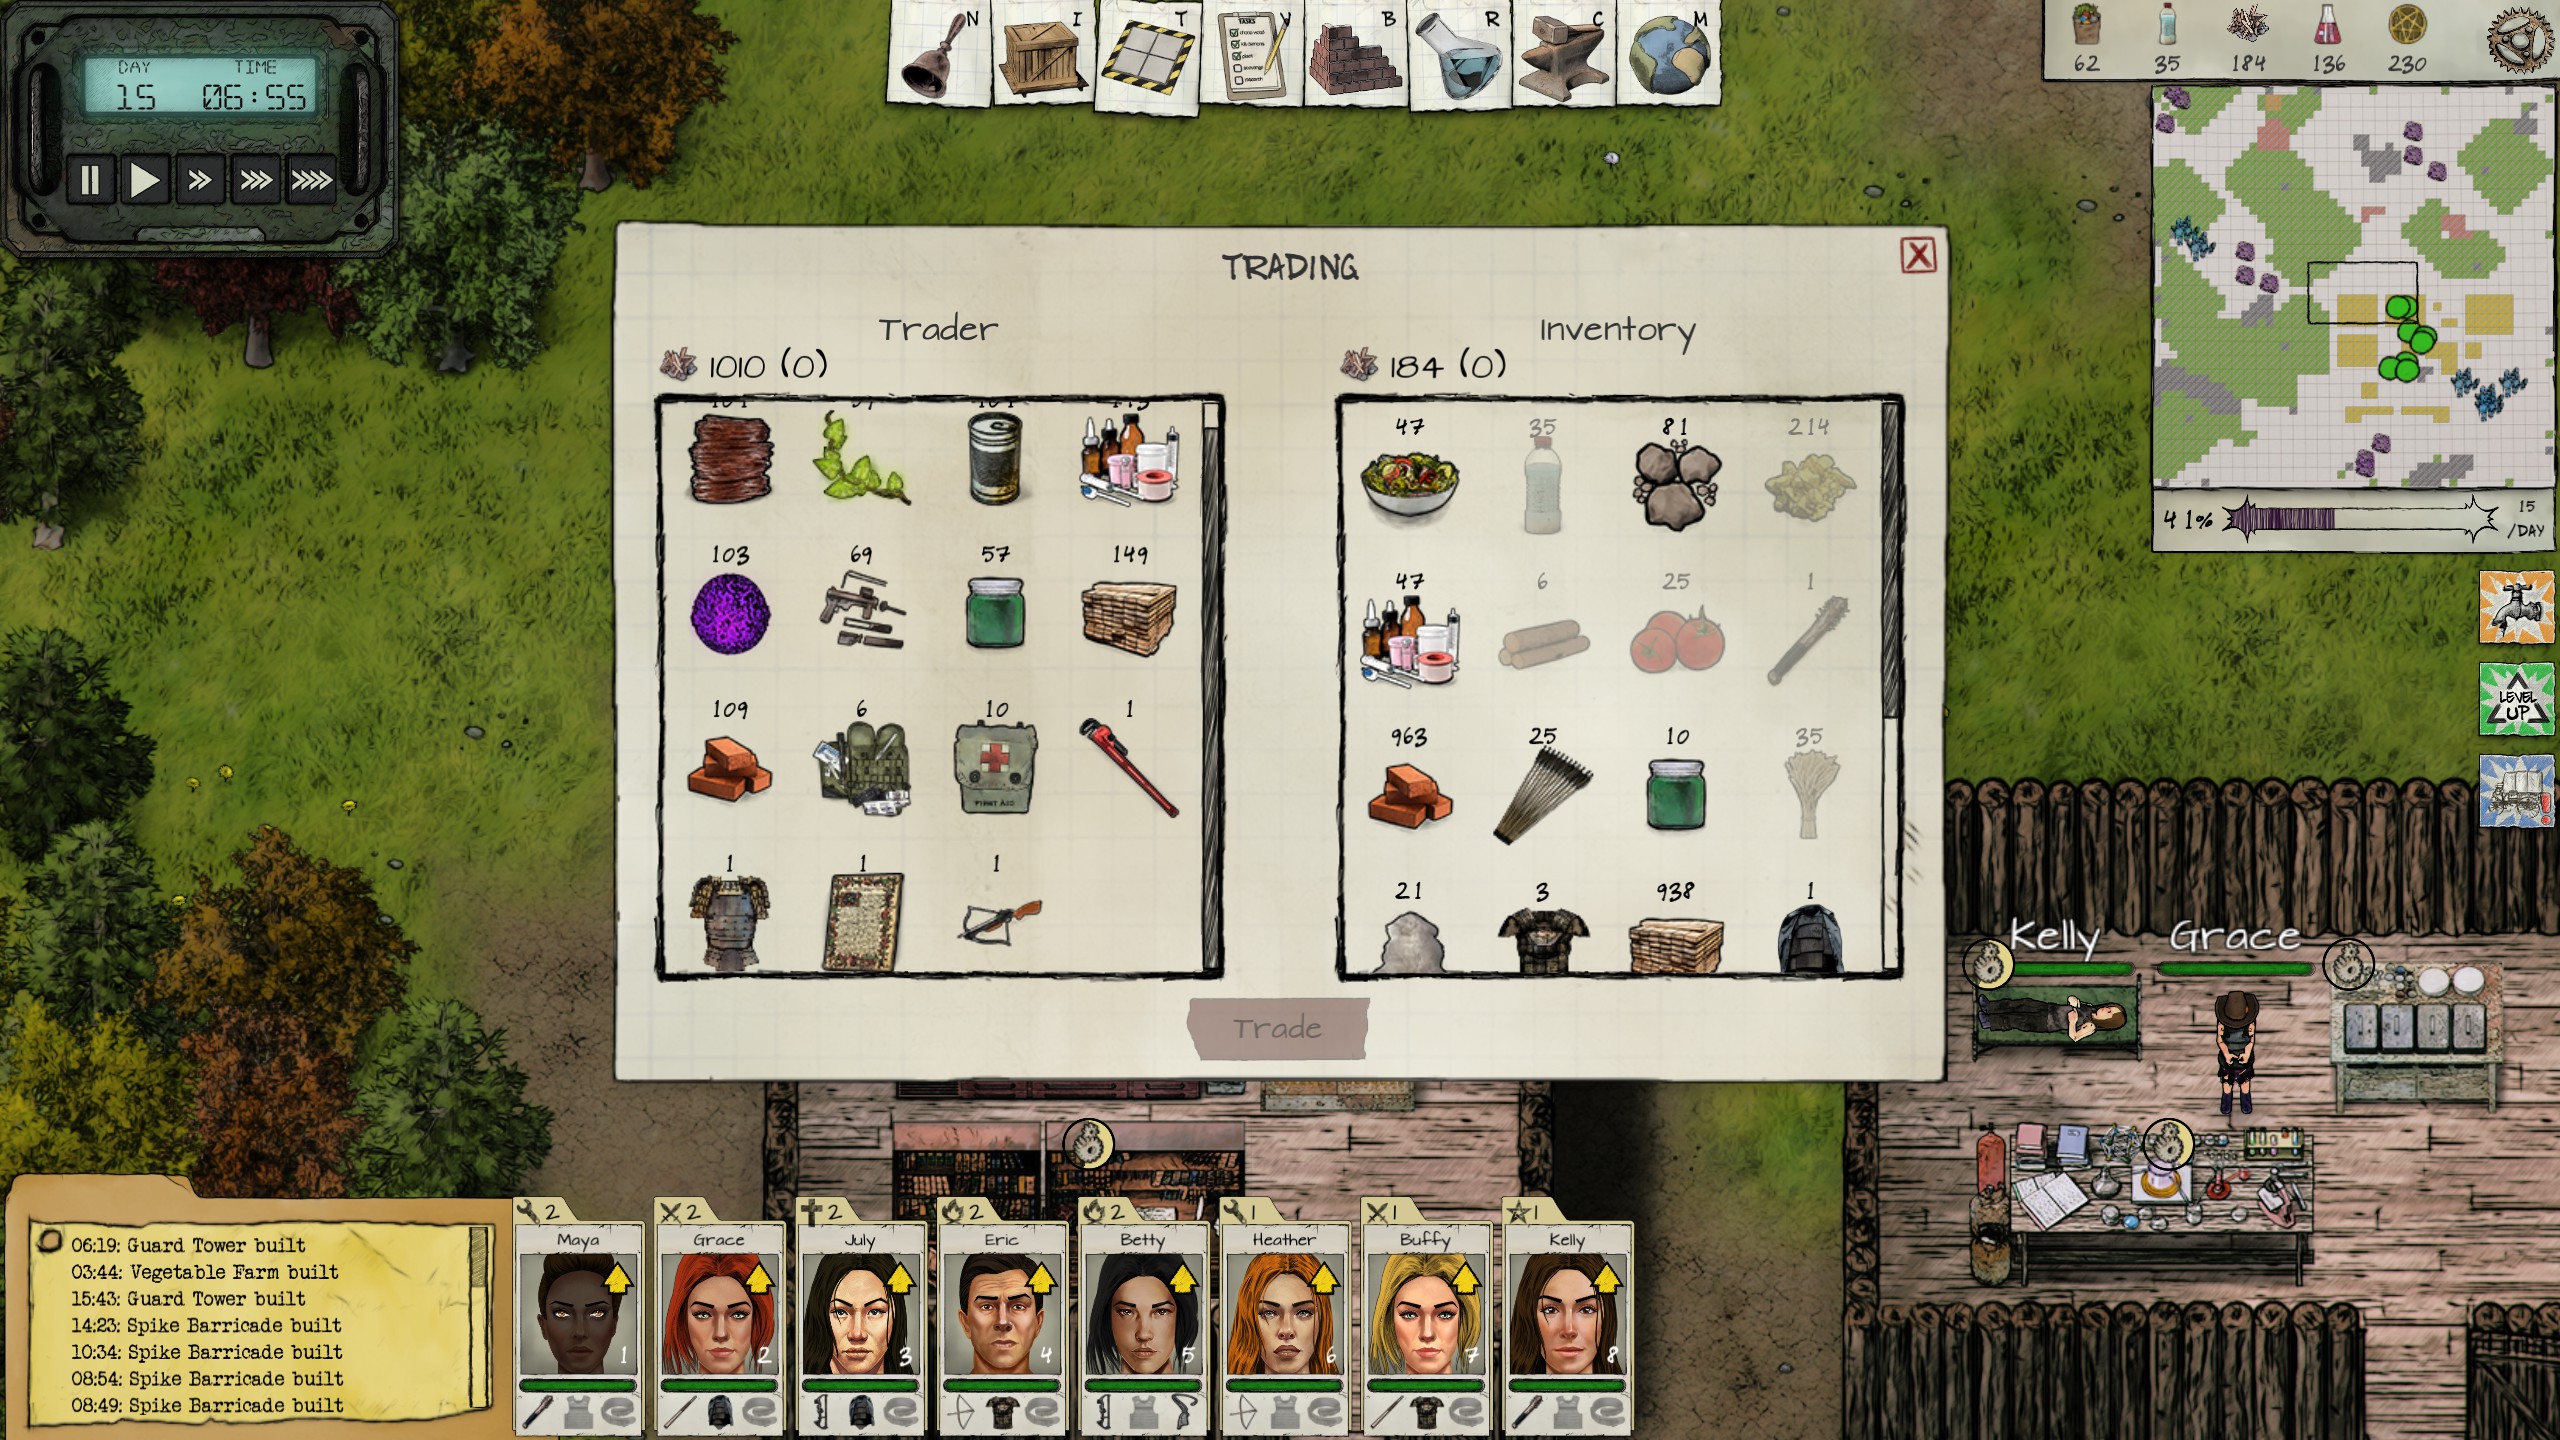 DAY TIME
15 06:55
N I T V B R C M
TASKS
62 35 184 136 230
41% 15
/DAY
LEVEL
UP
TRADING
Trader Inventory
1010 (0) 184 (0)
47 35 81 214
103 69 57 149
47 6 25 1
109 6 10 1
FIRST AID
963 25 10 35
1 1 1
21 3 938 1
Trade
Kelly Grace
06:19: Guard Tower built
03:44: Vegetable Farm built
15:43: Guard Tower built
14:23: Spike Barricade built
10:34: Spike Barricade built
08:54: Spike Barricade built
08:49: Spike Barricade built
2 2 2 2 2 1 1 1
Maya Grace July Eric Betty Heather Buffy Kelly
1 2 3 4 5 6 7 8